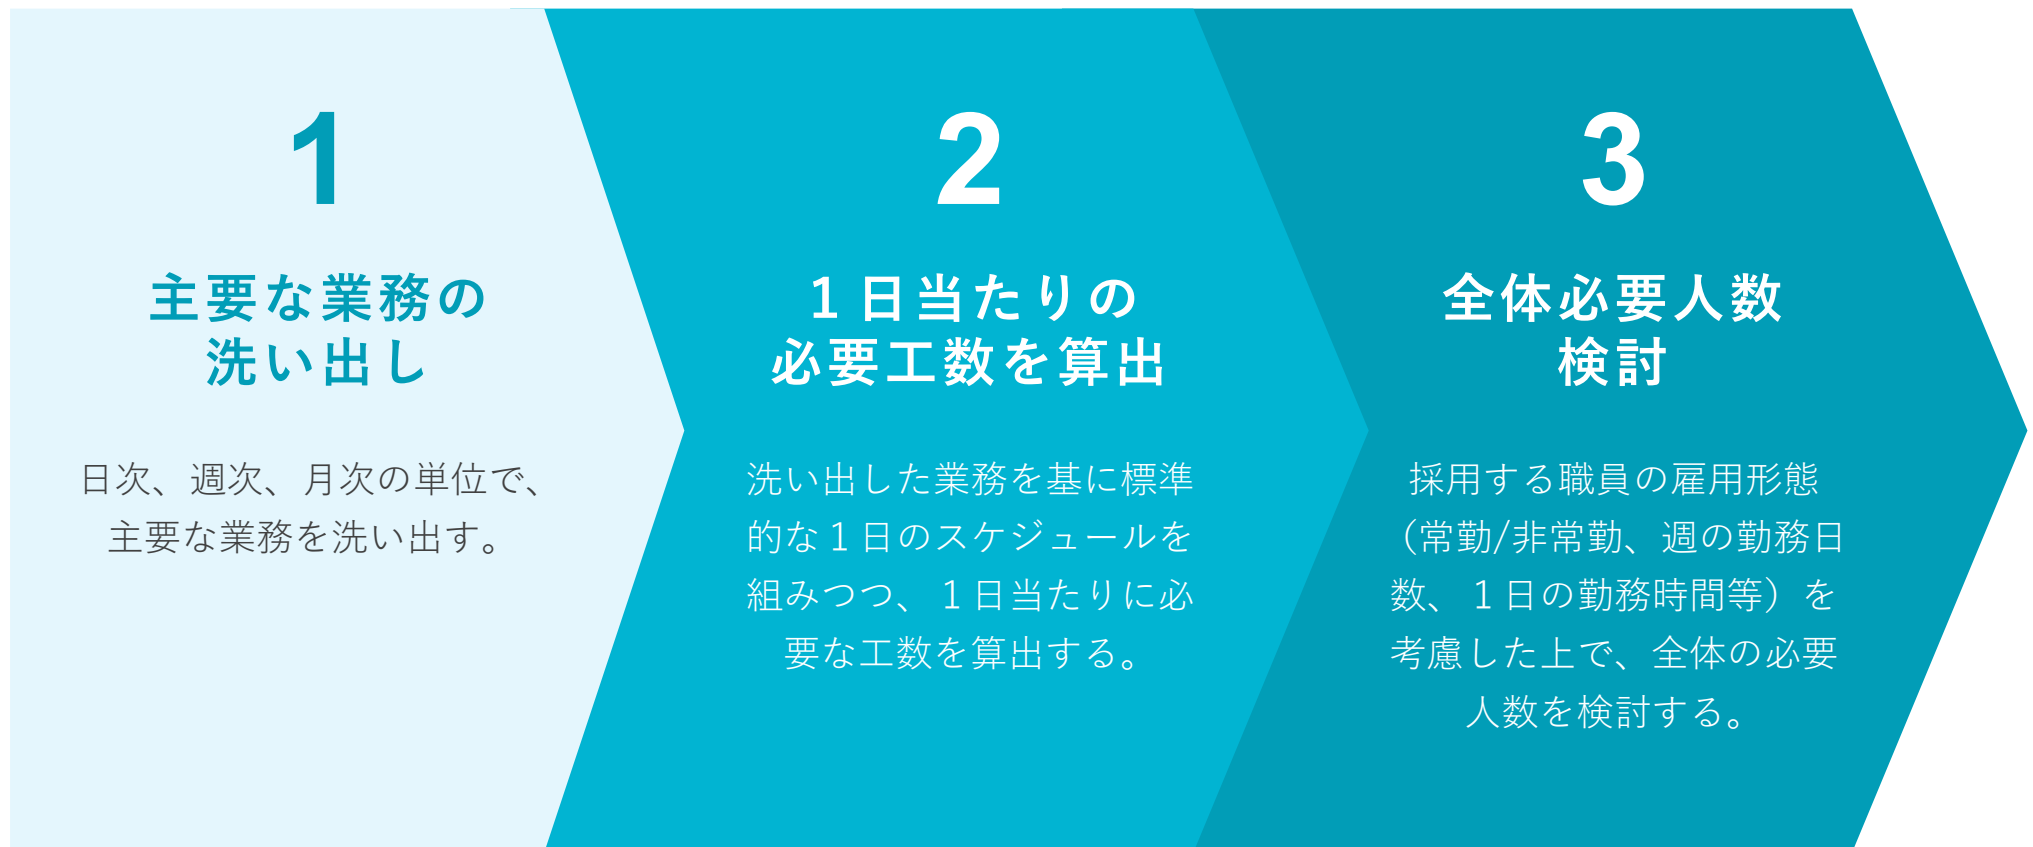 1
主要な業務の
洗い出し
日次、週次、月次の単位で、
主要な業務を洗い出す。
2
１日当たりの
必要工数を算出
洗い出した業務を基に標準
的な１日のスケジュールを
組みつつ、１日当たりに必
要な工数を算出する。
3
全体必要人数
検討
採用する職員の雇用形態
（常勤/非常勤、週の勤務日
数、１日の勤務時間等）を
考慮した上で、全体の必要
人数を検討する。